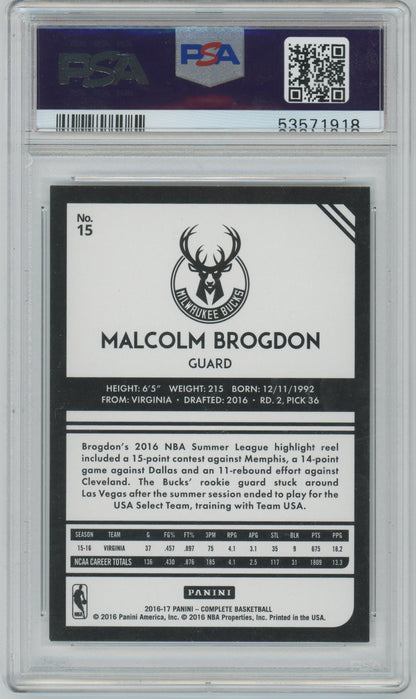 PSA
PSA
53571918
No.
15
MILWAUKEE BUCKS
MALCOLM BROGDON
GUARD
HEIGHT: 6'5" WEIGHT: 215 BORN: 12/11/1992
FROM: VIRGINIA • DRAFTED: 2016 • RD. 2, PICK 36
Brogdon's 2016 NBA Summer League highlight reel
included a 15-point contest against Memphis, a 14-point
game against Dallas and an 11-rebound effort against
Cleveland. The Bucks' rookie guard stuck around
Las Vegas after the summer session ended to play for the
USA Select Team, training with Team USA.
SEASON TEAM G FG% FT% 3PM RPG APG STL BLK PTS PPG
15-16 VIRGINIA 37 .457 .897 75 4.1 3.1 35 9 675 18.2
NCAA CAREER TOTALS 136 .430 .876 185 4.1 2.5 117 31 1809 13.3
PANINI
2016-17 PANINI – COMPLETE BASKETBALL
© 2016 Panini America, Inc. © 2016 NBA Properties, Inc. Printed in the USA.
NBA